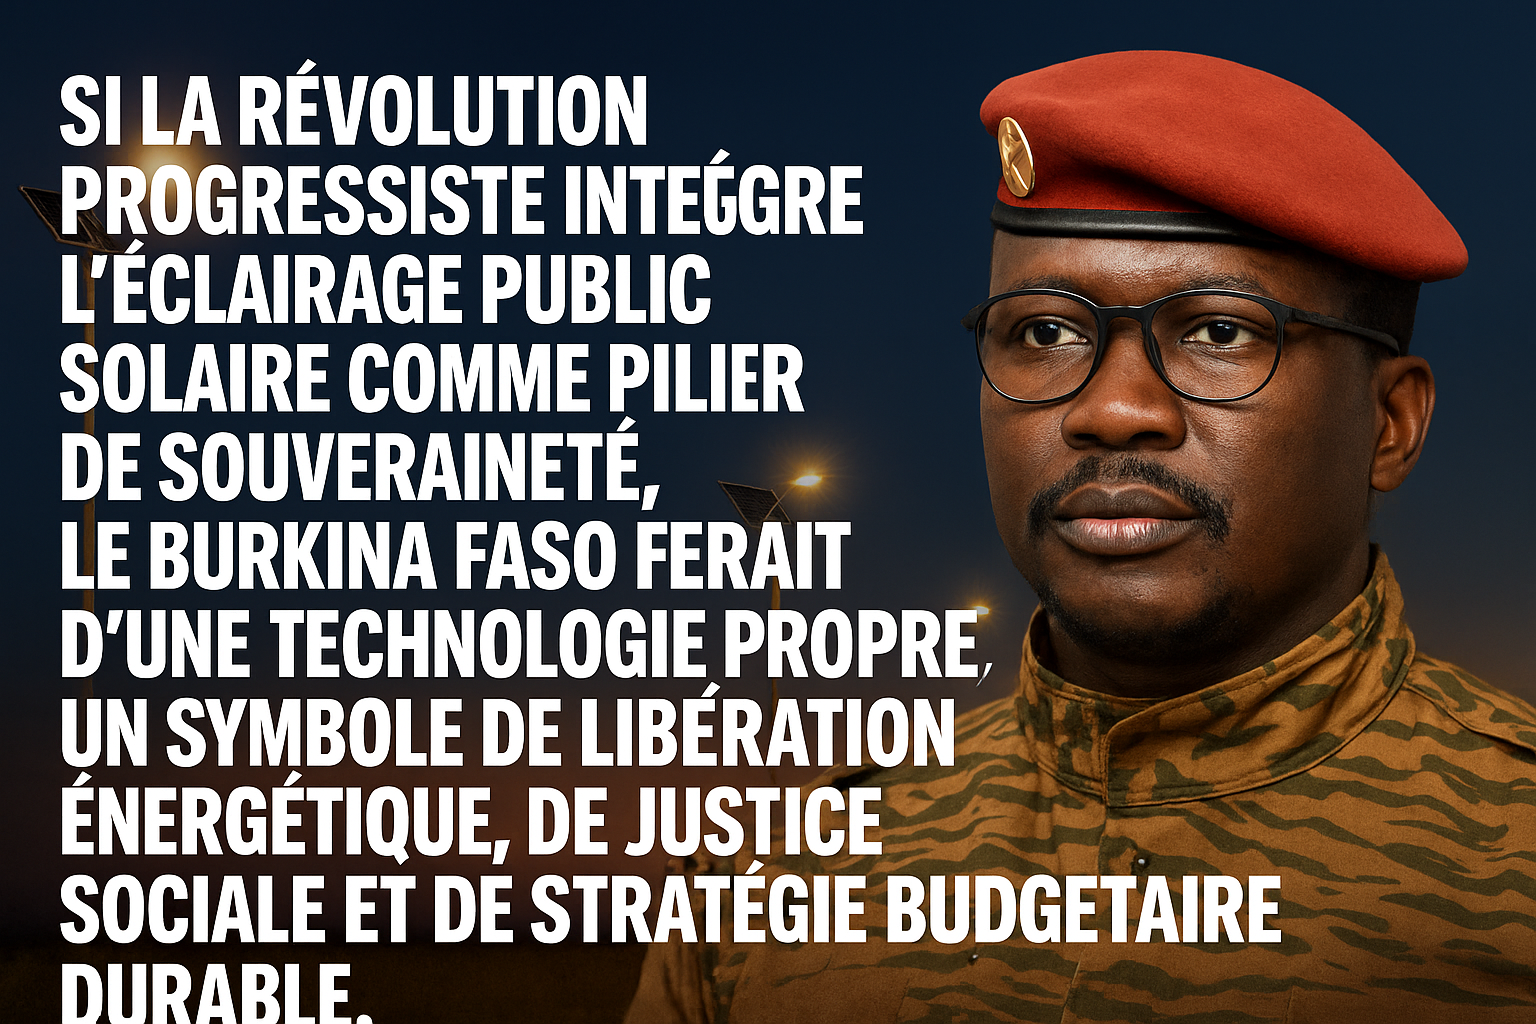 SI LA RÉVOLUTION
PROGRESSISTE INTEǴGRE
L’ÉCLAIRAGE PUBLIC
SOLAIRE COMME PILIER
DE SOUVERAINETÉ,
LE BURKINA FASO FERAIT
D’UNE TECHNOLOGIE PROPRE,
UN SYMBOLE DE LIBÉRATION
ÉNERGÉTIQUE, DE JUSTICE
SOCIALE ET DE STRATÉGIE BUDGETAIRE
DURABLE.